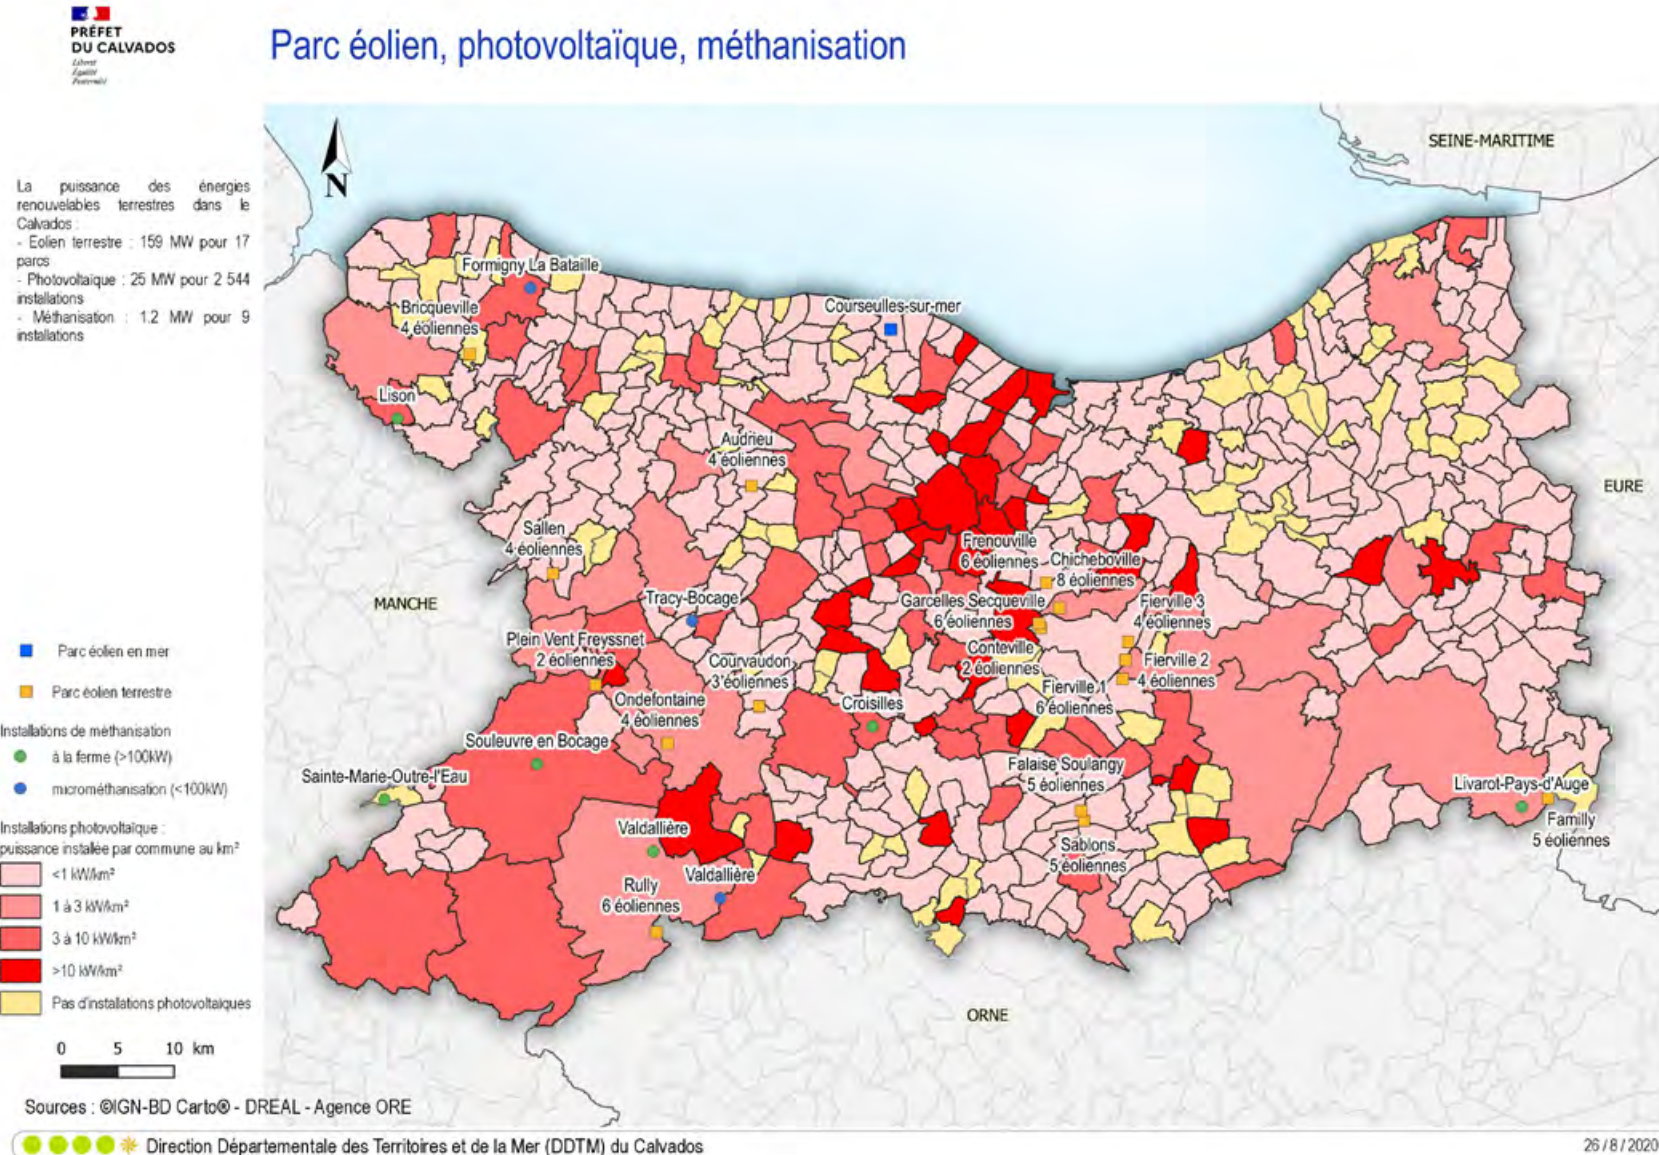 PRÉFET
DU CALVADOS
Liberté
Égalité
Fraternité
Parc éolien, photovoltaïque, méthanisation
La puissance des énergies
renouvelables terrestres dans le
Calvados :
- Eolien terrestre : 159 MW pour 17
parcs
- Photovoltaïque : 25 MW pour 2 544
installations
- Méthanisation : 1.2 MW pour 9
installations
N
SEINE-MARITIME
EURE
MANCHE
ORNE
Formigny La Bataille
Bricqueville
4 éoliennes
Courseulles-sur-mer
Lison
Audrieu
4 éoliennes
Sallen
4 éoliennes
Frenouville
6 éoliennes
Chicheboville
8 éoliennes
Tracy-Bocage
Garcelles Secqueville
6 éoliennes
Fierville 3
4 éoliennes
Plein Vent Freyssnet
2 éoliennes
Courvaudon
3 éoliennes
Conteville
2 éoliennes
Fierville 2
4 éoliennes
Fierville 1
6 éoliennes
Ondefontaine
4 éoliennes
Croisilles
Souleuvre en Bocage
Sainte-Marie-Outre-l'Eau
Falaise Soulangy
5 éoliennes
Livarot-Pays-d'Auge
Familly
5 éoliennes
Valdallière
Sablons
5 éoliennes
Valdallière
Rully
6 éoliennes
Parc éolien en mer
Parc éolien terrestre
Installations de méthanisation
à la ferme (>100kW)
microméthanisation (<100kW)
Installations photovoltaïque :
puissance installée par commune au km²
<1 kW/km²
1 à 3 kW/km²
3 à 10 kW/km²
>10 kW/km²
Pas d'installations photovoltaïques
0 5 10 km
Sources : ©IGN-BD Carto® - DREAL - Agence ORE
Direction Départementale des Territoires et de la Mer (DDTM) du Calvados
26/8/2020